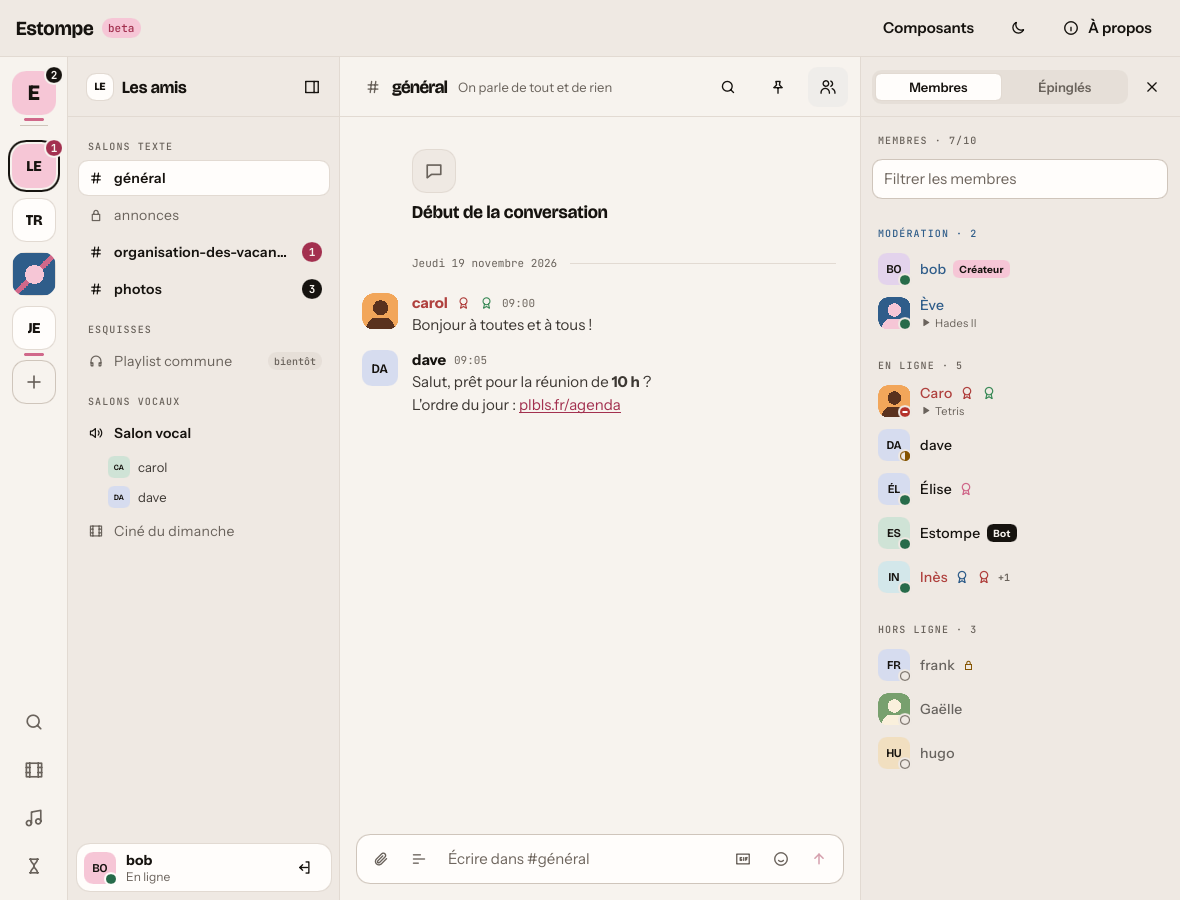 Estompe beta
Composants
À propos
E 2
LE 1
TR
JE
LE Les amis
SALONS TEXTE
# général
annonces
# organisation-des-vacan... 1
# photos 3
ESQUISSES
Playlist commune bientôt
SALONS VOCAUX
Salon vocal
CA carol
DA dave
Ciné du dimanche
BO bob
En ligne
# général On parle de tout et de rien
Début de la conversation
Jeudi 19 novembre 2026
carol 09:00
Bonjour à toutes et à tous !
DA dave 09:05
Salut, prêt pour la réunion de 10 h ?
L'ordre du jour : plbls.fr/agenda
Écrire dans #général
GIF
Membres Épinglés
MEMBRES · 7/10
Filtrer les membres
MODÉRATION · 2
BO bob Créateur
Ève
Hades II
EN LIGNE · 5
Caro
Tetris
DA dave
ÉL Élise
ES Estompe Bot
IN Inès +1
HORS LIGNE · 3
FR frank
Gaëlle
HU hugo